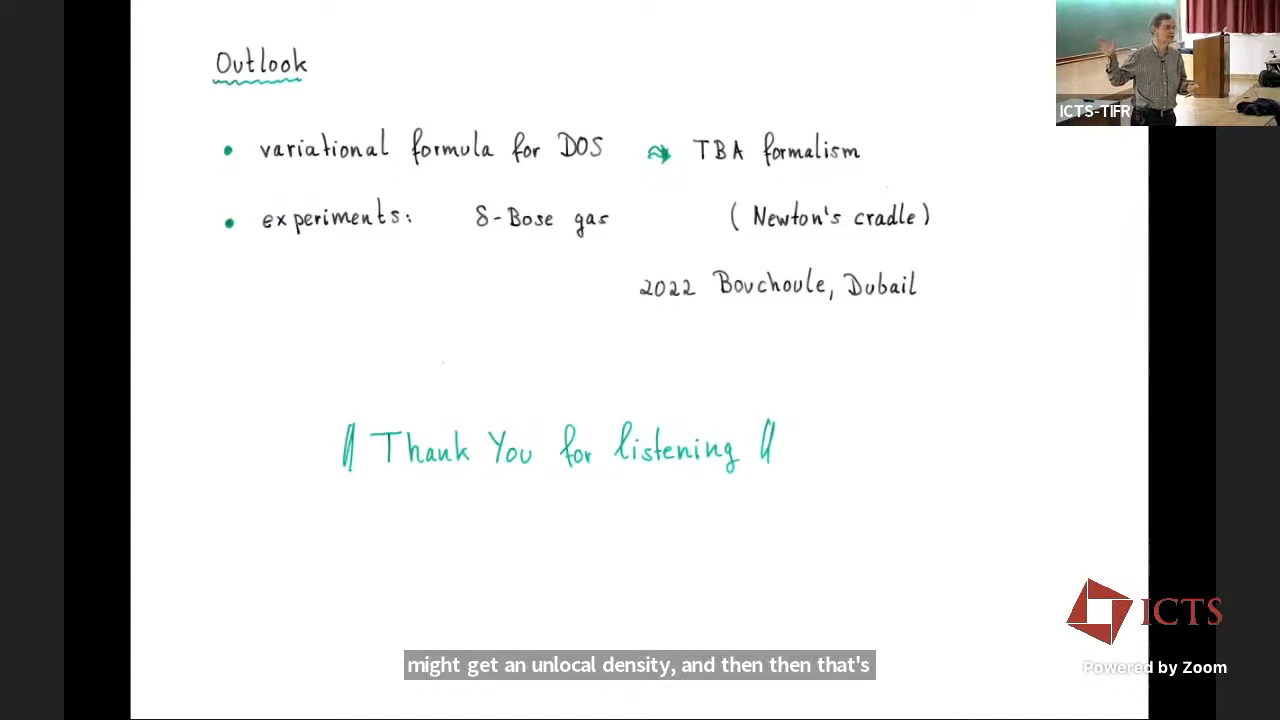 Outlook
• variational formula for DOS ⇝ TBA formalism
• experiments: δ-Bose gas (Newton's cradle)
2022 Bouchoule, Dubail
Thank You for listening
ICTS-TIFR
ICTS
Powered by Zoom
might get an unlocal density, and then then that's